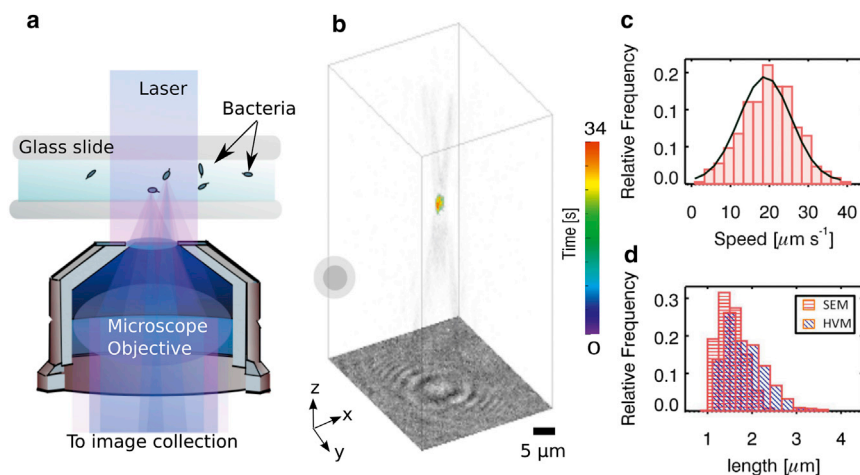 a
Laser
Bacteria
Glass slide
Microscope
Objective
To image collection
b
34
Time [s]
0
z
x
y
5 µm
c
Relative Frequency
0.2
0.1
0.1
0.0
0 10 20 30 40
Speed [µm s⁻¹]
d
Relative Frequency
0.3
0.2
0.1
0.0
SEM
HVM
1 2 3 4
length [µm]